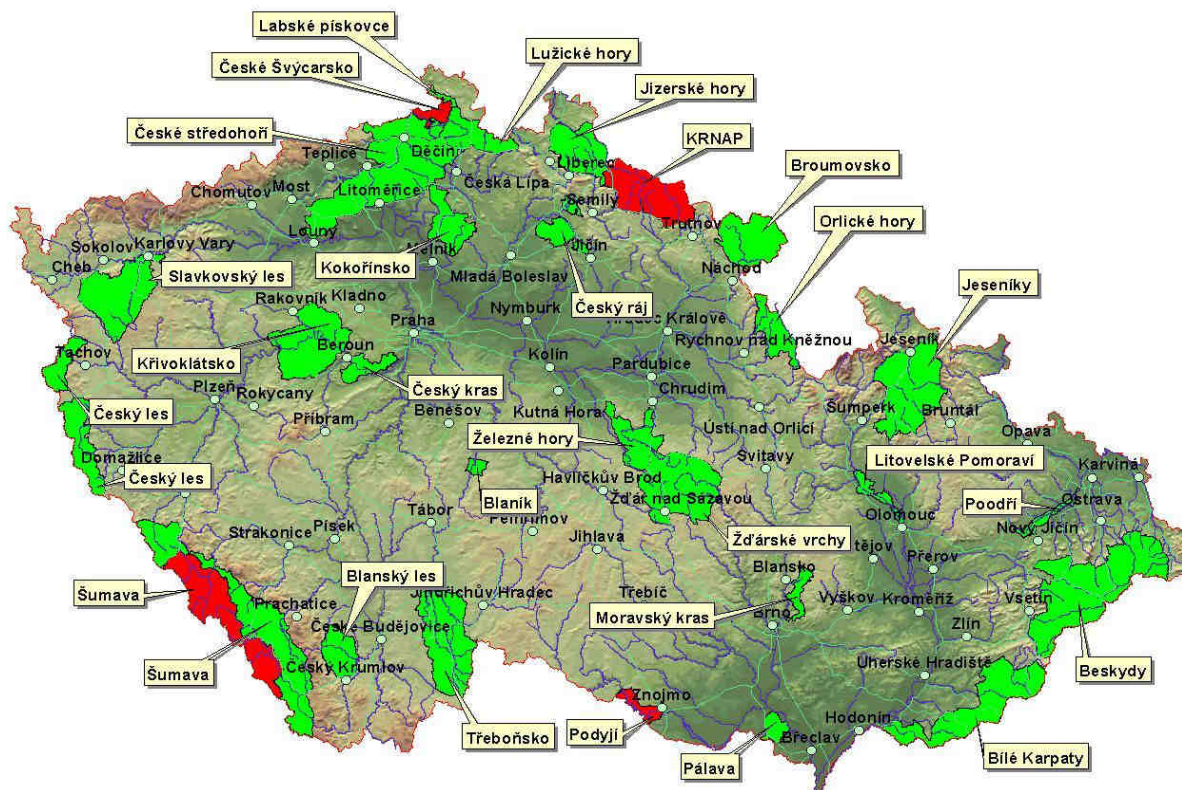 Labské pískovce
Lužické hory
České Švýcarsko
Jizerské hory
České středohoří
KRNAP
Teplice
Děčín
Liberec
Broumovsko
Chomutov
Most
Litoměřice
Česká Lípa
Semily
Orlické hory
Trutnov
Louny
Sokolov
Karlovy Vary
Mělník
Jičín
Cheb
Slavkovský les
Kokořínsko
Mladá Boleslav
Náchod
Jeseníky
Rakovník
Kladno
Nymburk
Český ráj
Praha
Hradec Králové
Rychnov nad Kněžnou
Jeseník
Tachov
Křivoklátsko
Beroun
Kolín
Pardubice
Český kras
Chrudim
Plzeň
Rokycany
Český les
Příbram
Benešov
Kutná Hora
Šumperk
Bruntál
Železné hory
Ústí nad Orlicí
Opava
Domažlice
Svitavy
Litovelské Pomoraví
Karviná
Český les
Blaník
Havlíčkův Brod
Poodří
Ostrava
Žďár nad Sázavou
Strakonice
Písek
Tábor
Pelhřimov
Olomouc
Nový Jičín
Jihlava
Žďárské vrchy
tějov
Přerov
Blanský les
Blansko
Šumava
Prachatice
Jindřichův Hradec
Třebíč
Moravský kras
Vyškov
Kroměříž
Vsetín
České Budějovice
Brno
Zlín
Šumava
Český Krumlov
Uherské Hradiště
Beskydy
Znojmo
Třeboňsko
Podyjí
Hodonín
Pálava
Břeclav
Bílé Karpaty